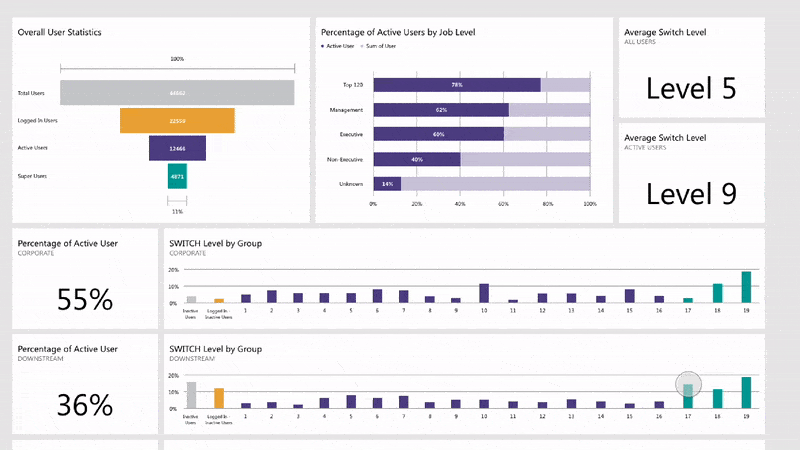 Overall User Statistics
100%
Total Users
Logged In Users
22559
Active Users
12466
Super Users
4871
11%
Percentage of Active Users by Job Level
Active User Sum of User
Top 120
78%
Management
62%
Executive
60%
Non-Executive
40%
Unknown
14%
0% 20% 40% 60% 80% 100%
Average Switch Level
ALL USERS
Level 5
Average Switch Level
ACTIVE USERS
Level 9
Percentage of Active User
CORPORATE
55%
SWITCH Level by Group
CORPORATE
20%
10%
0%
Inactive Users
Logged In - Inactive Users
1 2 3 4 5 6 7 8 9 10 11 12 13 14 15 16 17 18 19
Percentage of Active User
DOWNSTREAM
36%
SWITCH Level by Group
DOWNSTREAM
20%
10%
0%
Inactive Users
Logged In - Inactive Users
1 2 3 4 5 6 7 8 9 10 11 12 13 14 15 16 17 18 19